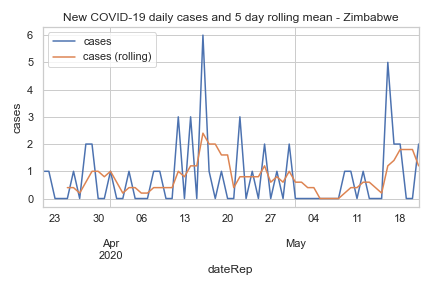 New COVID-19 daily cases and 5 day rolling mean - Zimbabwe
cases
cases (rolling)
cases
6
5
4
3
2
1
0
23 30 06 13 20 27 04 11 18
Apr May
2020
dateRep